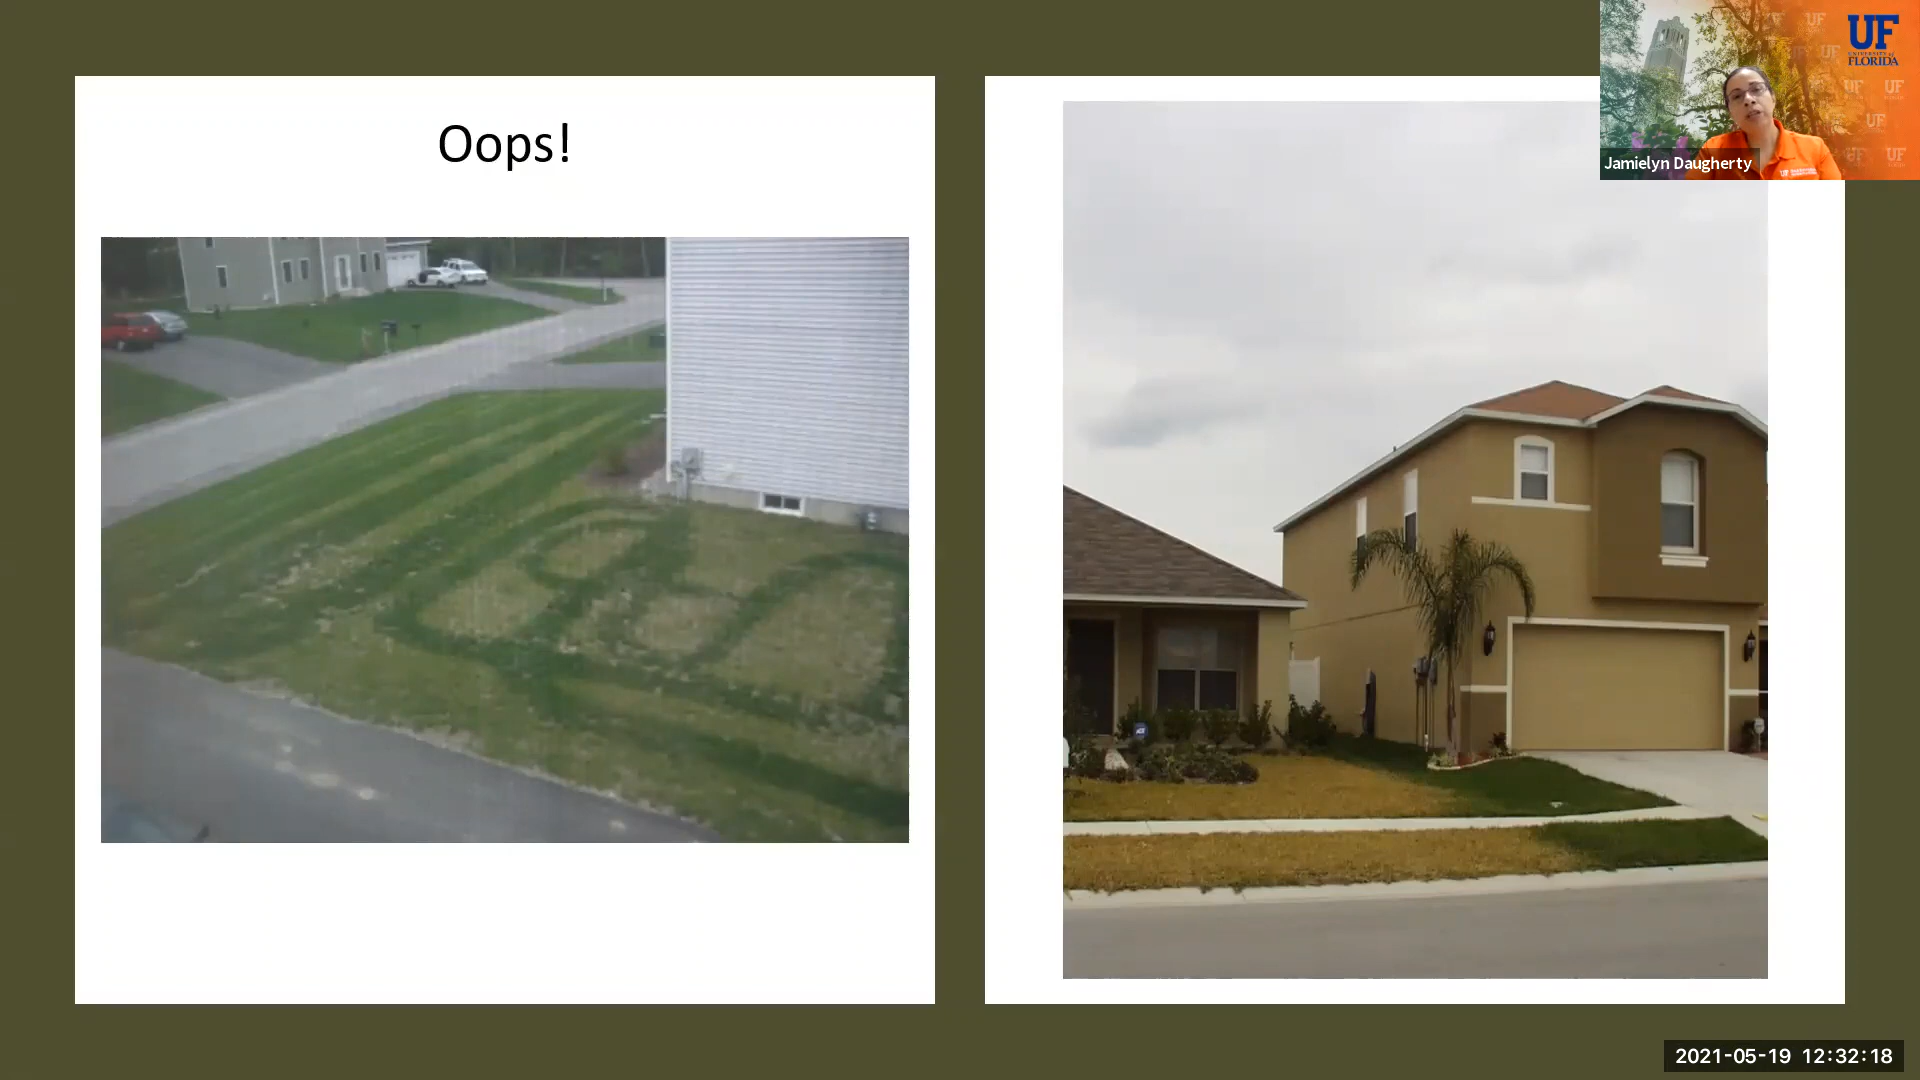 Oops!
UF
UNIVERSITY of
FLORIDA
Jamielyn Daugherty
2021-05-19 12:32:18